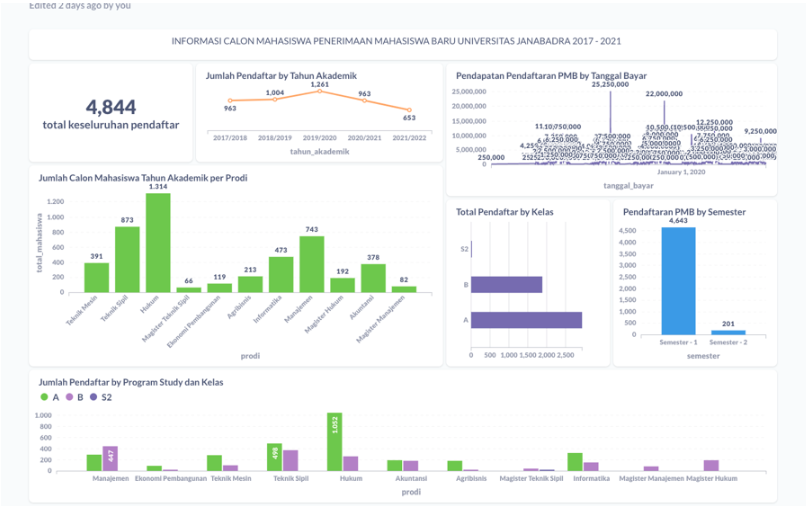 Edited 2 days ago by you
INFORMASI CALON MAHASISWA PENERIMAAN MAHASISWA BARU UNIVERSITAS JANABADRA 2017 - 2021
4,844
total keseluruhan pendaftar
Jumlah Pendaftar by Tahun Akademik
963
1,004
1,261
963
653
2017/2018 2018/2019 2019/2020 2020/2021 2021/2022
tahun_akademik
Pendapatan Pendaftaran PMB by Tanggal Bayar
25,000,000
20,000,000
15,000,000
10,000,000
5,000,000
0
25,250,000
22,000,000
12,250,000
9,250,000
250,000
January 1, 2020
tanggal_bayar
Jumlah Calon Mahasiswa Tahun Akademik per Prodi
total_mahasiswa
1.200
1.000
800
600
400
200
0
391
873
1.314
66
119
213
473
743
192
378
82
Teknik Mesin
Teknik Sipil
Hukum
Magister Teknik Sipil
Ekonomi Pembangunan
Agribisnis
Informatika
Manajemen
Magister Hukum
Akuntansi
Magister Manajemen
prodi
Total Pendaftar by Kelas
S2
B
A
0 500 1,000 1,500 2,000 2,500
Pendaftaran PMB by Semester
4,500
4,000
3,500
3,000
2,500
2,000
1,500
1,000
500
0
4,643
201
Semester - 1 Semester - 2
semester
Jumlah Pendaftar by Program Study dan Kelas
A B S2
1.000
800
600
400
200
0
447
498
1.052
Manajemen Ekonomi Pembangunan Teknik Mesin Teknik Sipil Hukum Akuntansi Agribisnis Magister Teknik Sipil Informatika Magister Manajemen Magister Hukum
prodi